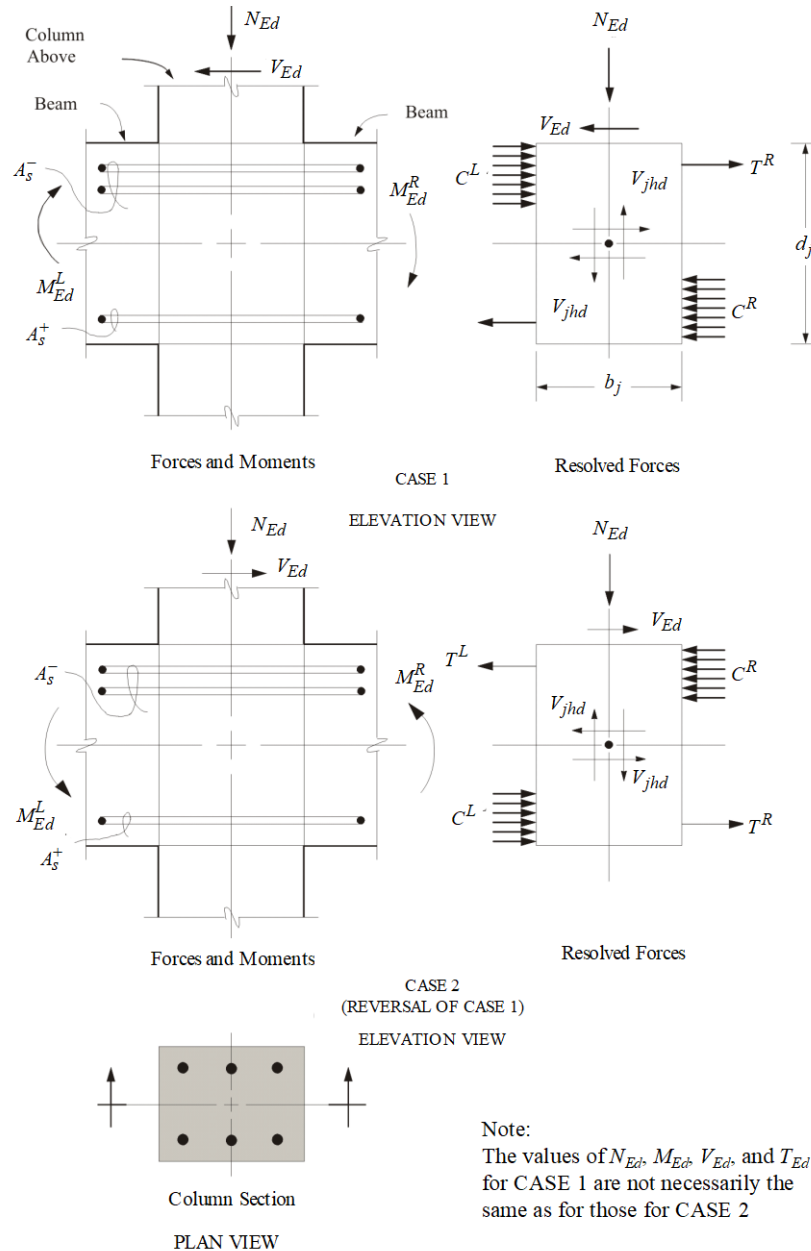 N_Ed
N_Ed
Column
Above
V_Ed
Beam
Beam
V_Ed
A_s^-
C^L
T^R
M_Ed^R
V_jhd
d_j
M_Ed^L
V_jhd
C^R
A_s^+
b_j
Forces and Moments
Resolved Forces
CASE 1
ELEVATION VIEW
N_Ed
N_Ed
V_Ed
V_Ed
T^L
A_s^-
M_Ed^R
C^R
V_jhd
V_jhd
M_Ed^L
C^L
T^R
A_s^+
Forces and Moments
Resolved Forces
CASE 2
(REVERSAL OF CASE 1)
ELEVATION VIEW
Note:
The values of N_Ed, M_Ed, V_Ed, and T_Ed
for CASE 1 are not necessarily the
same as for those for CASE 2
Column Section
PLAN VIEW